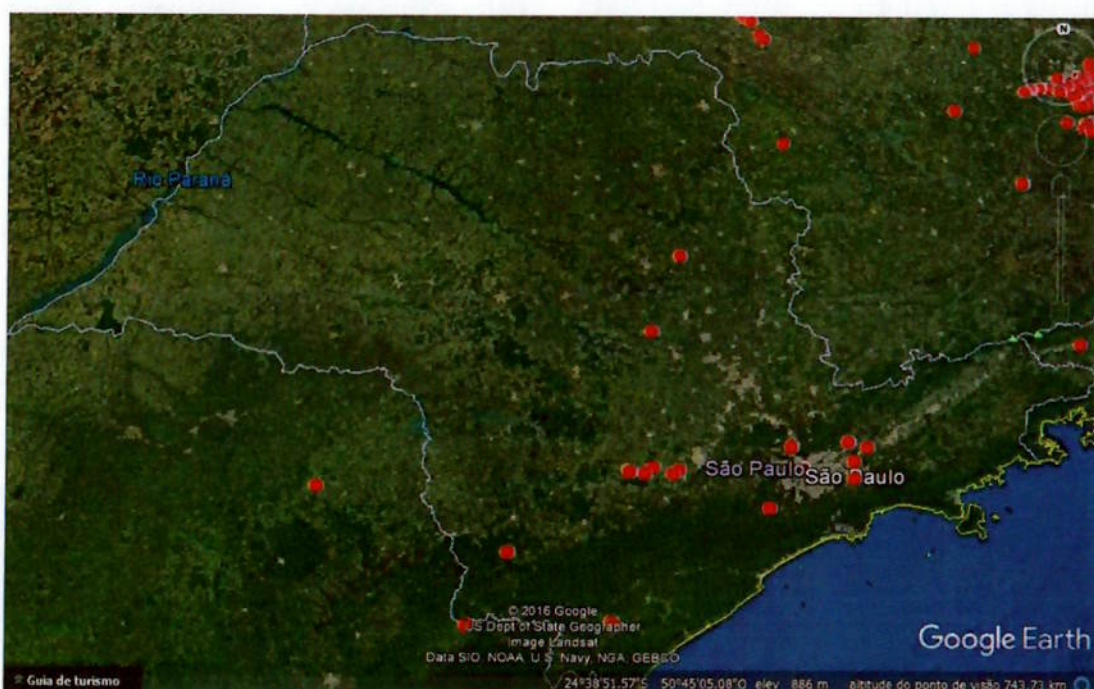 N
Rio Paraná
São Paulo
São Paulo
© 2016 Google
US Dept of State Geographer
Image Landsat
Data SIO, NOAA, U.S. Navy, NGA, GEBCO
Google Earth
Guia de turismo
24°38'51.57"S 50°45'05.08"O elev 886 m altitude do ponto de visão 743.73 km